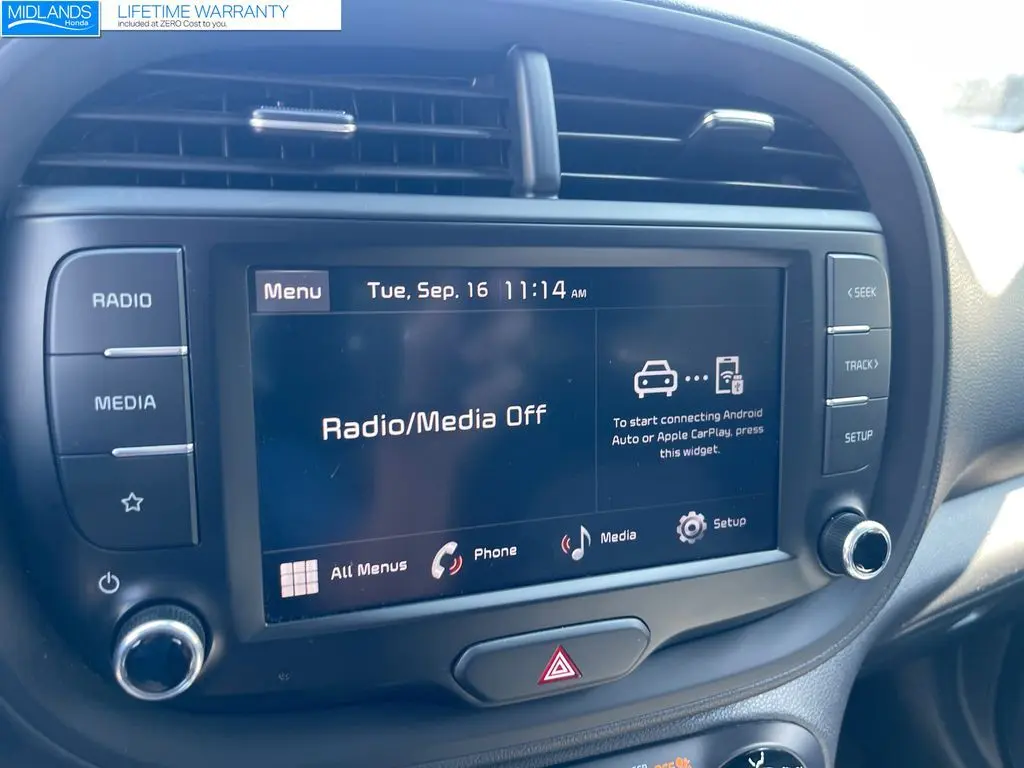 MIDLANDS
Honda
LIFETIME WARRANTY
included at ZERO Cost to you.
RADIO
MEDIA
Menu
Tue, Sep. 16 11:14 AM
Radio/Media Off
To start connecting Android
Auto or Apple CarPlay, press
this widget.
All Menus
Phone
Media
Setup
< SEEK
TRACK >
SETUP